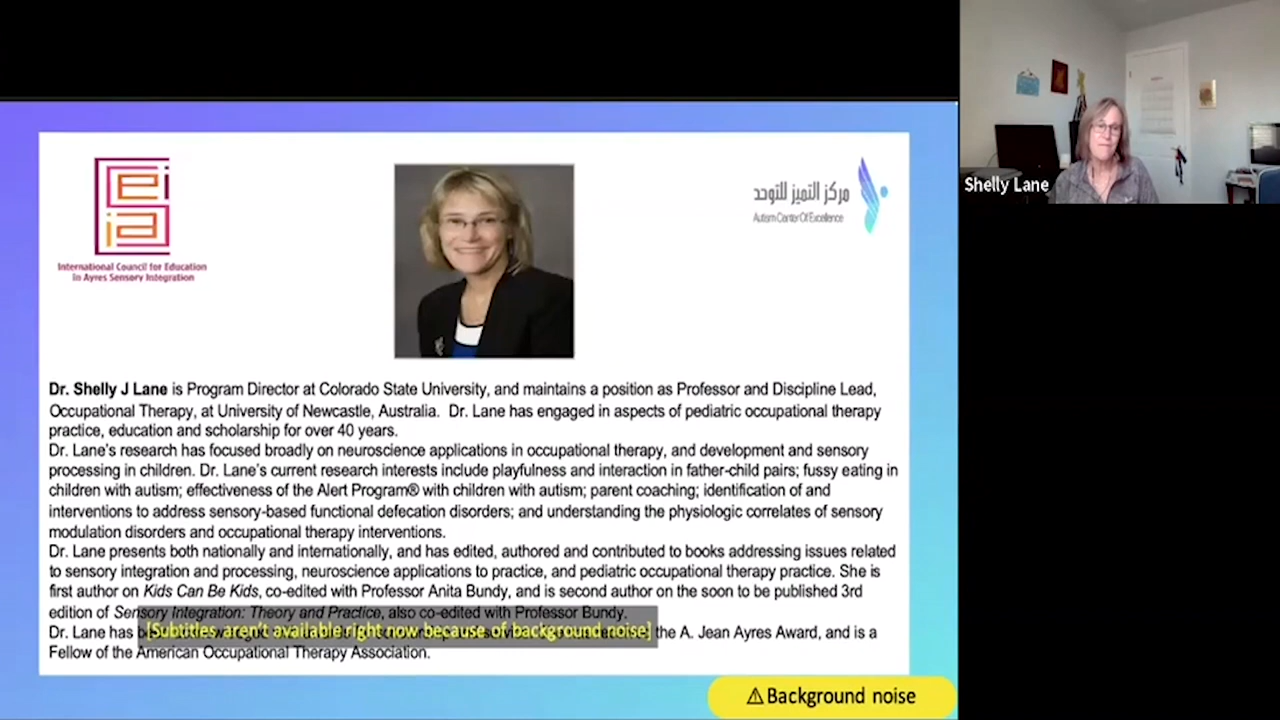 Shelly Lane
eiia
International Council for Education
in Ayres Sensory Integration
مركز التميز للتوحد
Autism Center Of Excellence
Dr. Shelly J Lane is Program Director at Colorado State University, and maintains a position as Professor and Discipline Lead,
Occupational Therapy, at University of Newcastle, Australia. Dr. Lane has engaged in aspects of pediatric occupational therapy
practice, education and scholarship for over 40 years.
Dr. Lane's research has focused broadly on neuroscience applications in occupational therapy, and development and sensory
processing in children. Dr. Lane's current research interests include playfulness and interaction in father-child pairs; fussy eating in
children with autism; effectiveness of the Alert Program® with children with autism; parent coaching; identification of and
interventions to address sensory-based functional defecation disorders; and understanding the physiologic correlates of sensory
modulation disorders and occupational therapy interventions.
Dr. Lane presents both nationally and internationally, and has edited, authored and contributed to books addressing issues related
to sensory integration and processing, neuroscience applications to practice, and pediatric occupational therapy practice. She is
first author on Kids Can Be Kids, co-edited with Professor Anita Bundy, and is second author on the soon to be published 3rd
edition of Sensory Integration: Theory and Practice, also co-edited with Professor Bundy.
Dr. Lane has the A. Jean Ayres Award, and is a
[Subtitles aren't available right now because of background noise]
Fellow of the American Occupational Therapy Association.
⚠Background noise